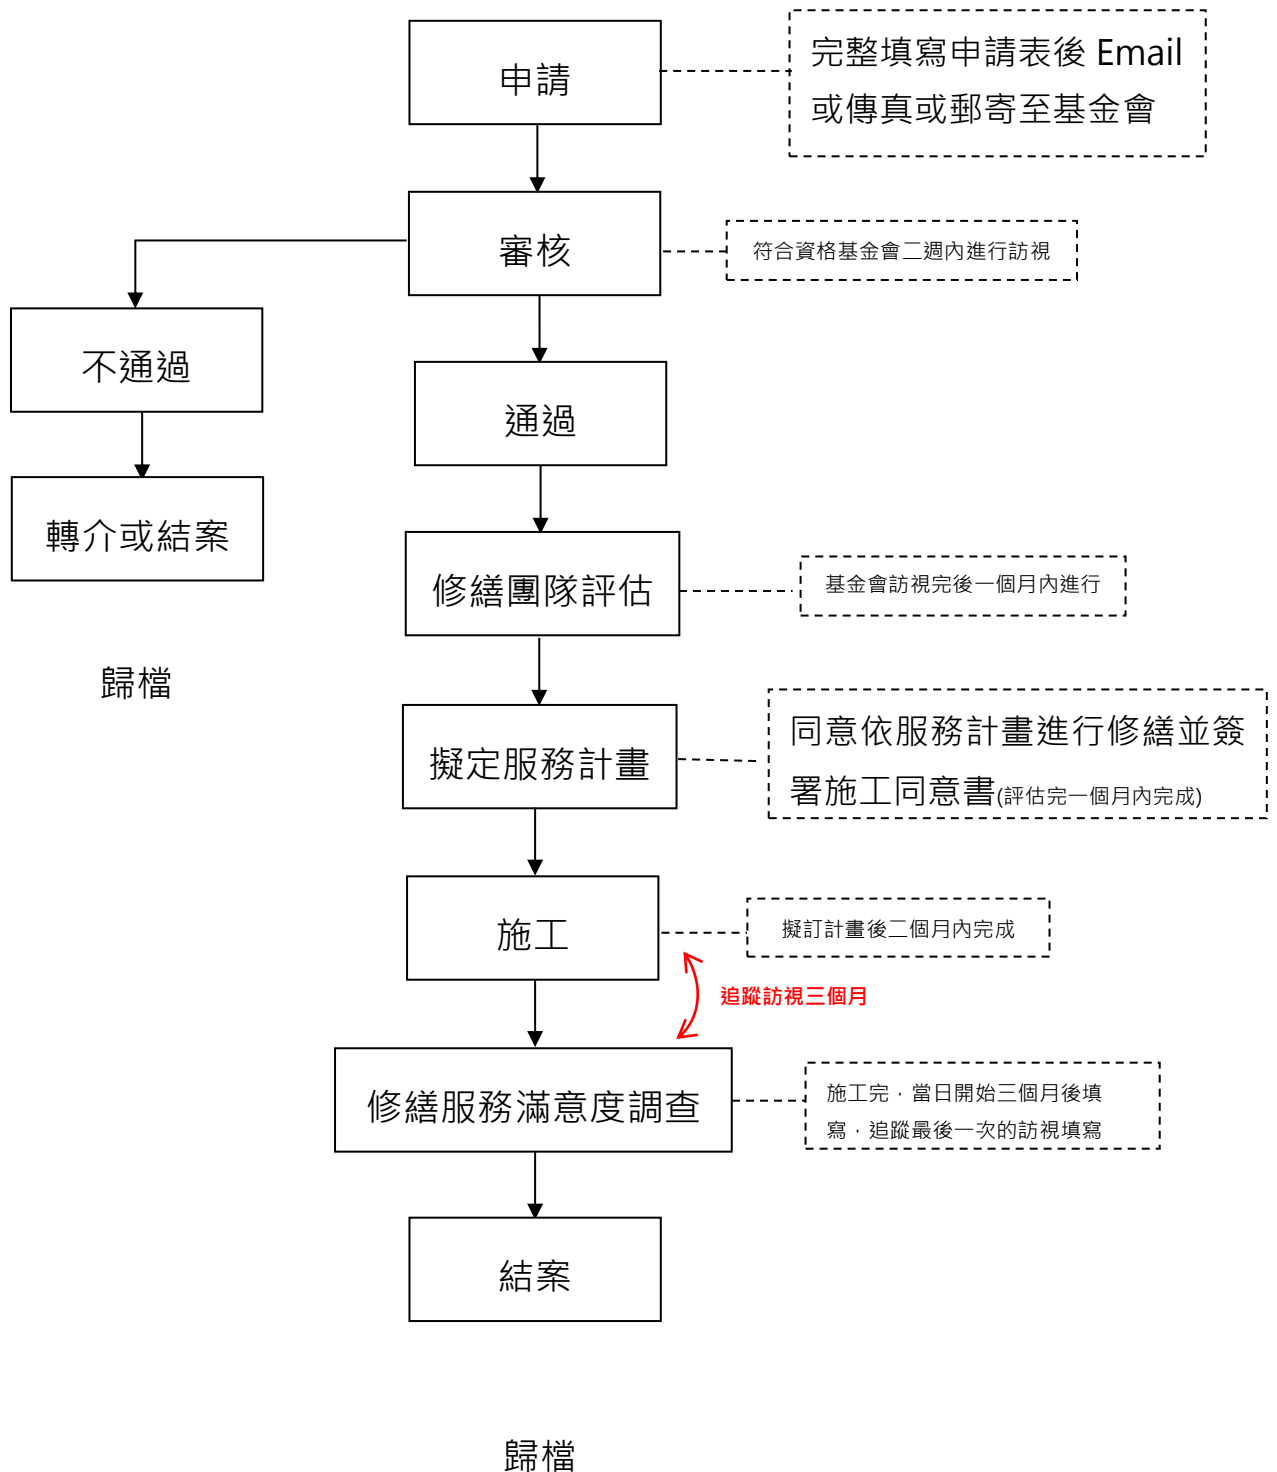 申請
完整填寫申請表後 Email
或傳真或郵寄至基金會
審核
符合資格基金會二週內進行訪視
不通過
通過
轉介或結案
修繕團隊評估
基金會訪視完後一個月內進行
歸檔
擬定服務計畫
同意依服務計畫進行修繕並簽
署施工同意書(評估完一個月內完成)
施工
擬訂計畫後二個月內完成
追蹤訪視三個月
修繕服務滿意度調查
施工完，當日開始三個月後填
寫，追蹤最後一次的訪視填寫
結案
歸檔